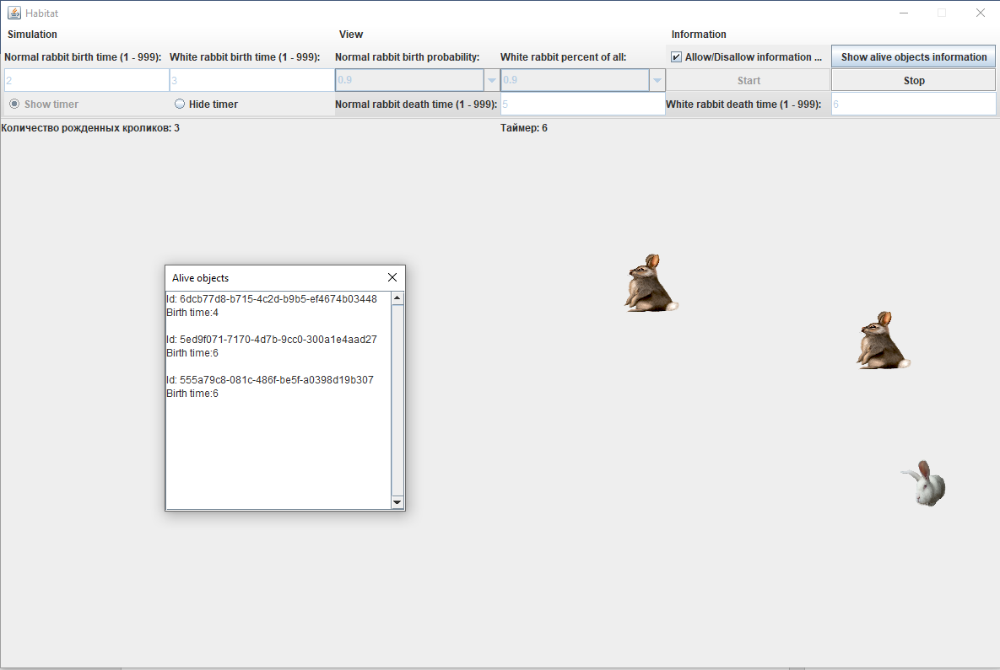 Habitat
Simulation View Information
Normal rabbit birth time (1 - 999): White rabbit birth time (1 - 999): Normal rabbit birth probability: White rabbit percent of all: Allow/Disallow information ... Show alive objects information
2 3 0.9 0.9 Start Stop
Show timer Hide timer Normal rabbit death time (1 - 999): 5 White rabbit death time (1 - 999): 6
Количество рожденных кроликов: 3 Таймер: 6
Alive objects
Id: 6dcb77d8-b715-4c2d-b9b5-ef4674b03448
Birth time:4
Id: 5ed9f071-7170-4d7b-9cc0-300a1e4aad27
Birth time:6
Id: 555a79c8-081c-486f-be5f-a0398d19b307
Birth time:6